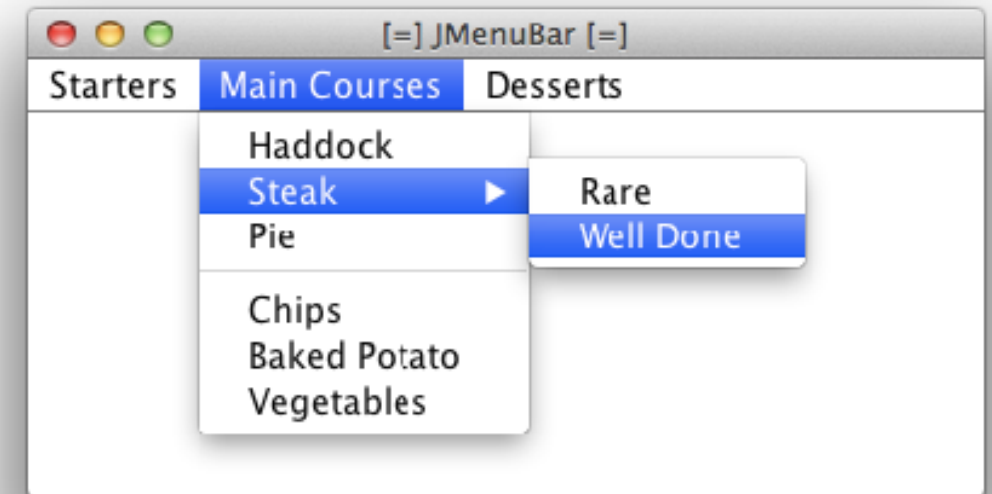 [=] JMenuBar [=]
Starters Main Courses Desserts
Haddock
Steak
Rare
Pie
Well Done
Chips
Baked Potato
Vegetables